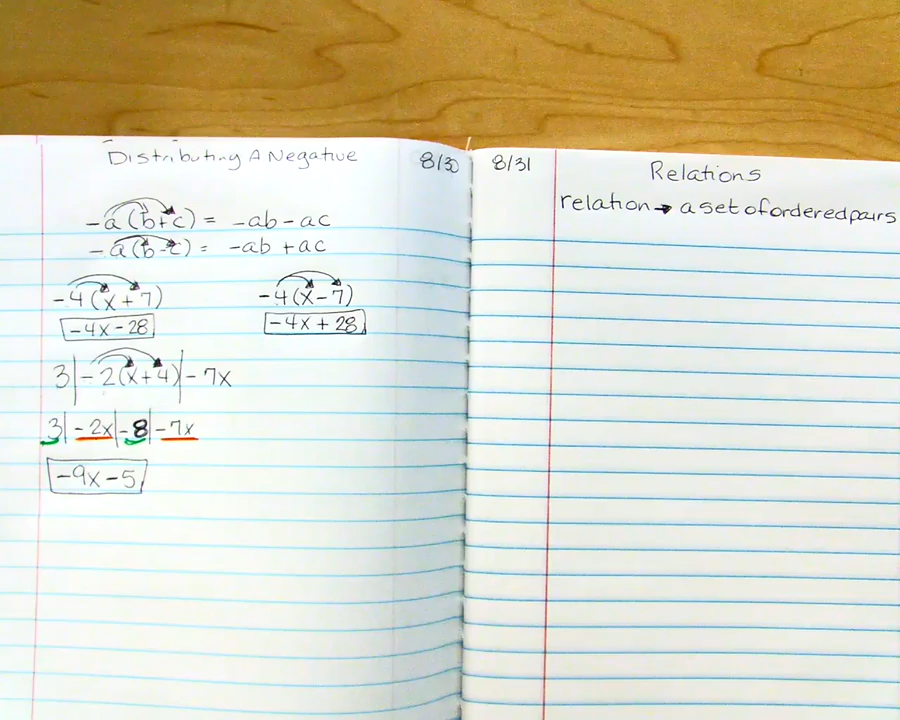 Distributing A Negative 8/30
-a(b+c) = -ab - ac
-a(b-c) = -ab + ac
-4(x+7) -4(x-7)
-4x-28 -4x+28
3|-2(x+4)|-7x
3|-2x|-8|-7x
-9x-5
8/31 Relations
relation → a set of ordered pairs